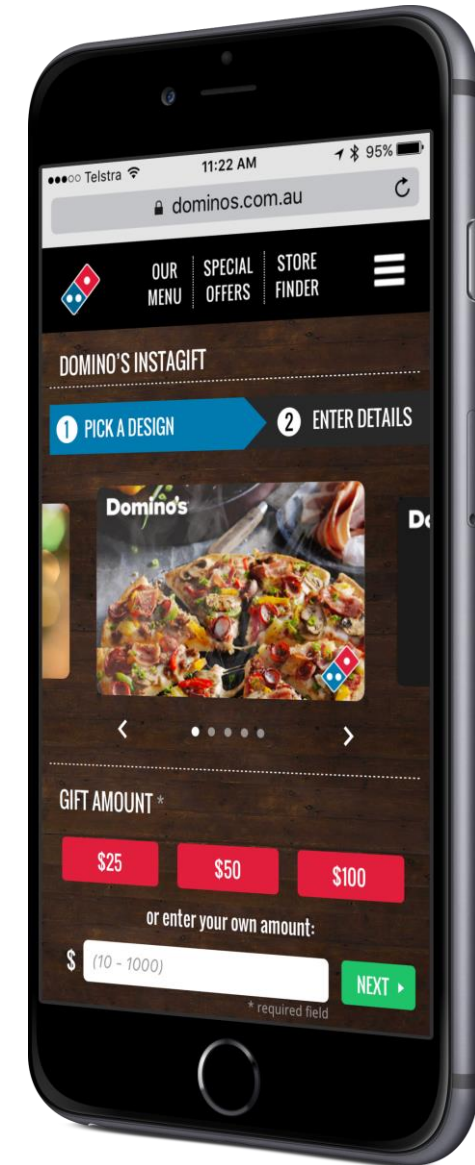 Telstra 11:22 AM 95%
dominos.com.au
OUR MENU SPECIAL OFFERS STORE FINDER
DOMINO'S INSTAGIFT
1 PICK A DESIGN 2 ENTER DETAILS
Domino's Do
GIFT AMOUNT *
$25 $50 $100
or enter your own amount:
$ (10 - 1000) NEXT
* required field